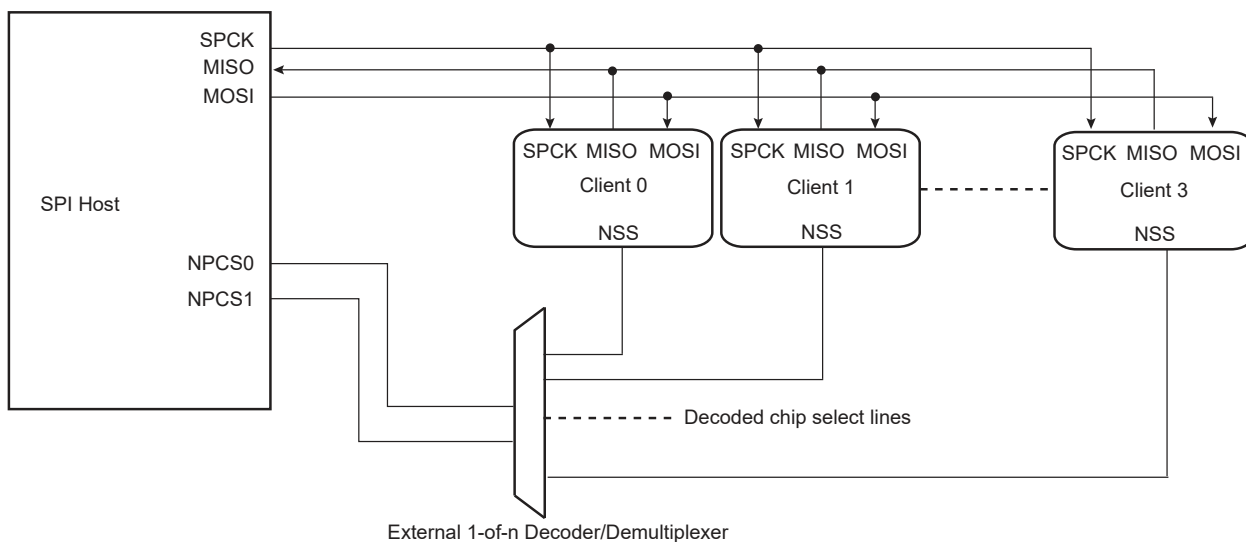 SPCK
MISO
MOSI
SPI Host
NPCS0
NPCS1
SPCK MISO MOSI
Client 0
NSS
SPCK MISO MOSI
Client 1
NSS
SPCK MISO MOSI
Client 3
NSS
Decoded chip select lines
External 1-of-n Decoder/Demultiplexer